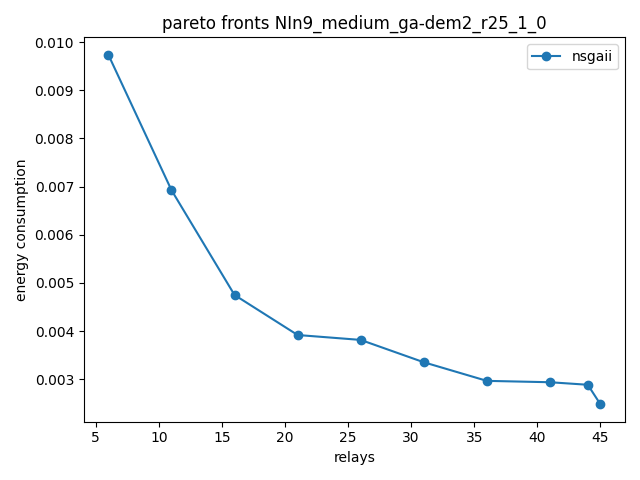 pareto fronts NIn9_medium_ga-dem2_r25_1_0
nsgaii
0.010
0.009
0.008
0.007
0.006
0.005
0.004
0.003
energy consumption
5 10 15 20 25 30 35 40 45
relays